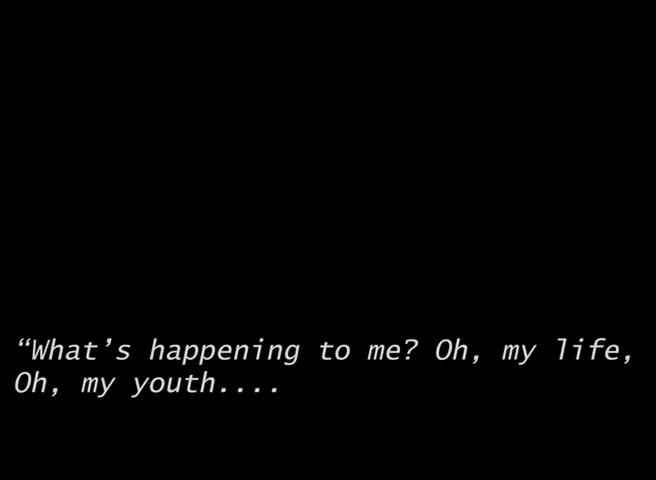 “What’s happening to me? Oh, my life,
Oh, my youth....